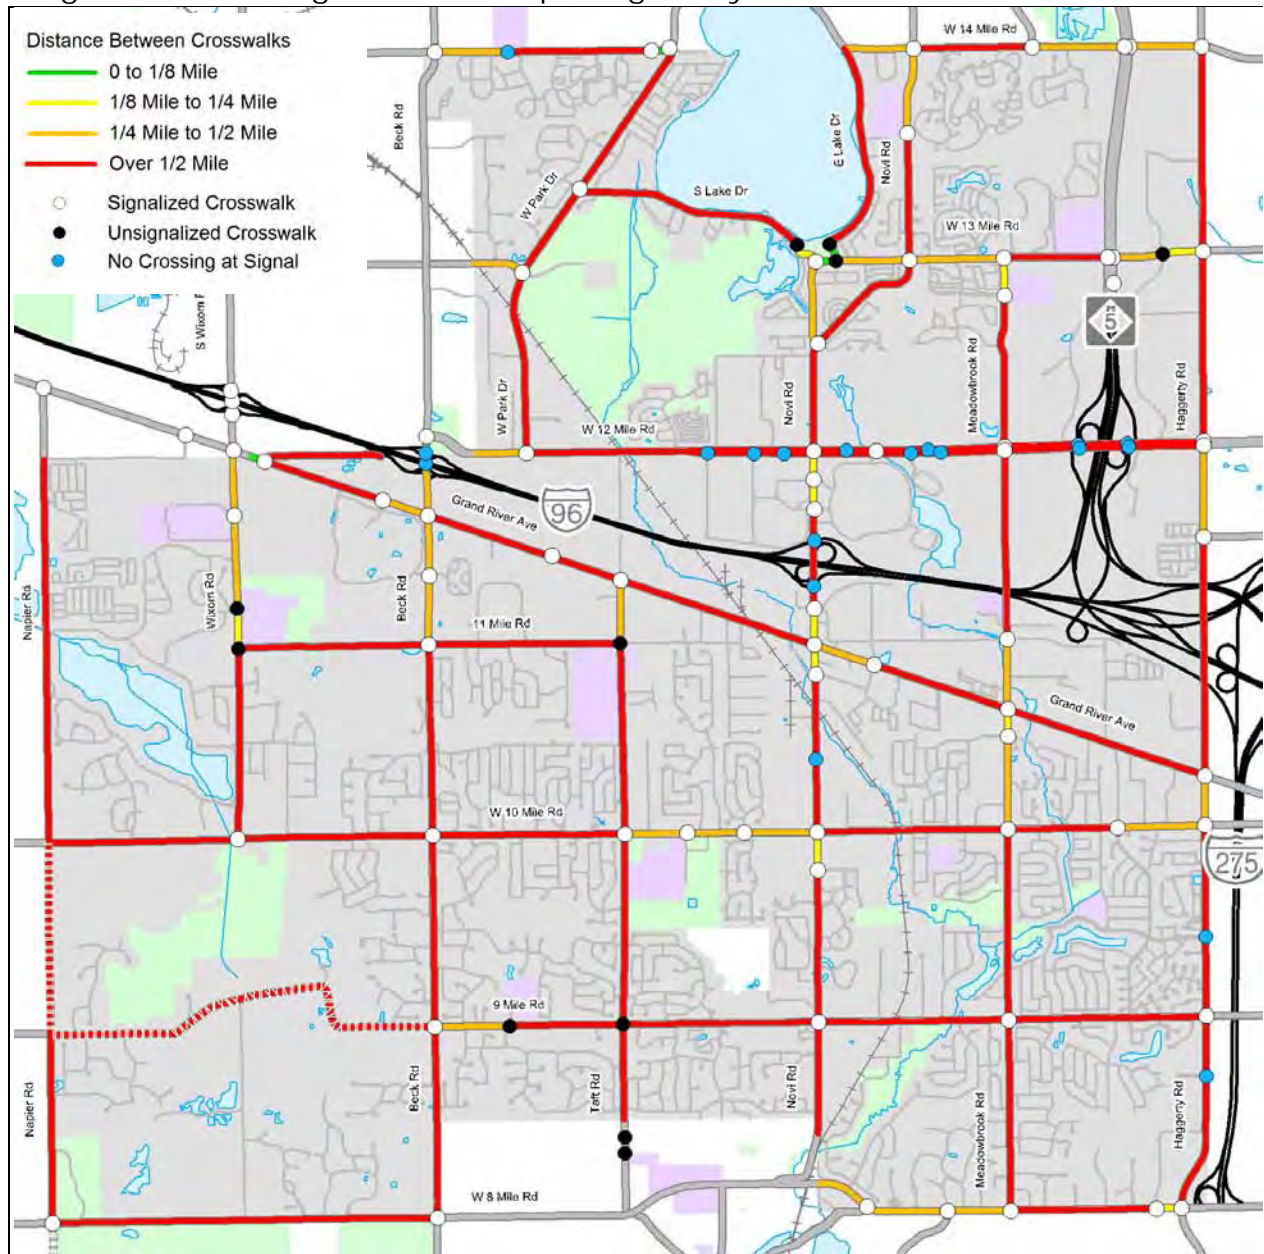 Distance Between Crosswalks
0 to 1/8 Mile
1/8 Mile to 1/4 Mile
1/4 Mile to 1/2 Mile
Over 1/2 Mile
Signalized Crosswalk
Unsignalized Crosswalk
No Crossing at Signal
W 14 Mile Rd
Beck Rd
E Lake Dr
Novi Rd
W Park Dr
S Lake Dr
W 13 Mile Rd
S Wixom
5
W Park Dr
Novi Rd
Meadowbrook Rd
Haggerty Rd
W 12 Mile Rd
Grand River Ave
96
Napier Rd
Wixom Rd
Beck Rd
11 Mile Rd
Grand River Ave
W 10 Mile Rd
275
9 Mile Rd
Napier Rd
Beck Rd
Taft Rd
Novi Rd
Meadowbrook Rd
Haggerty Rd
W 8 Mile Rd